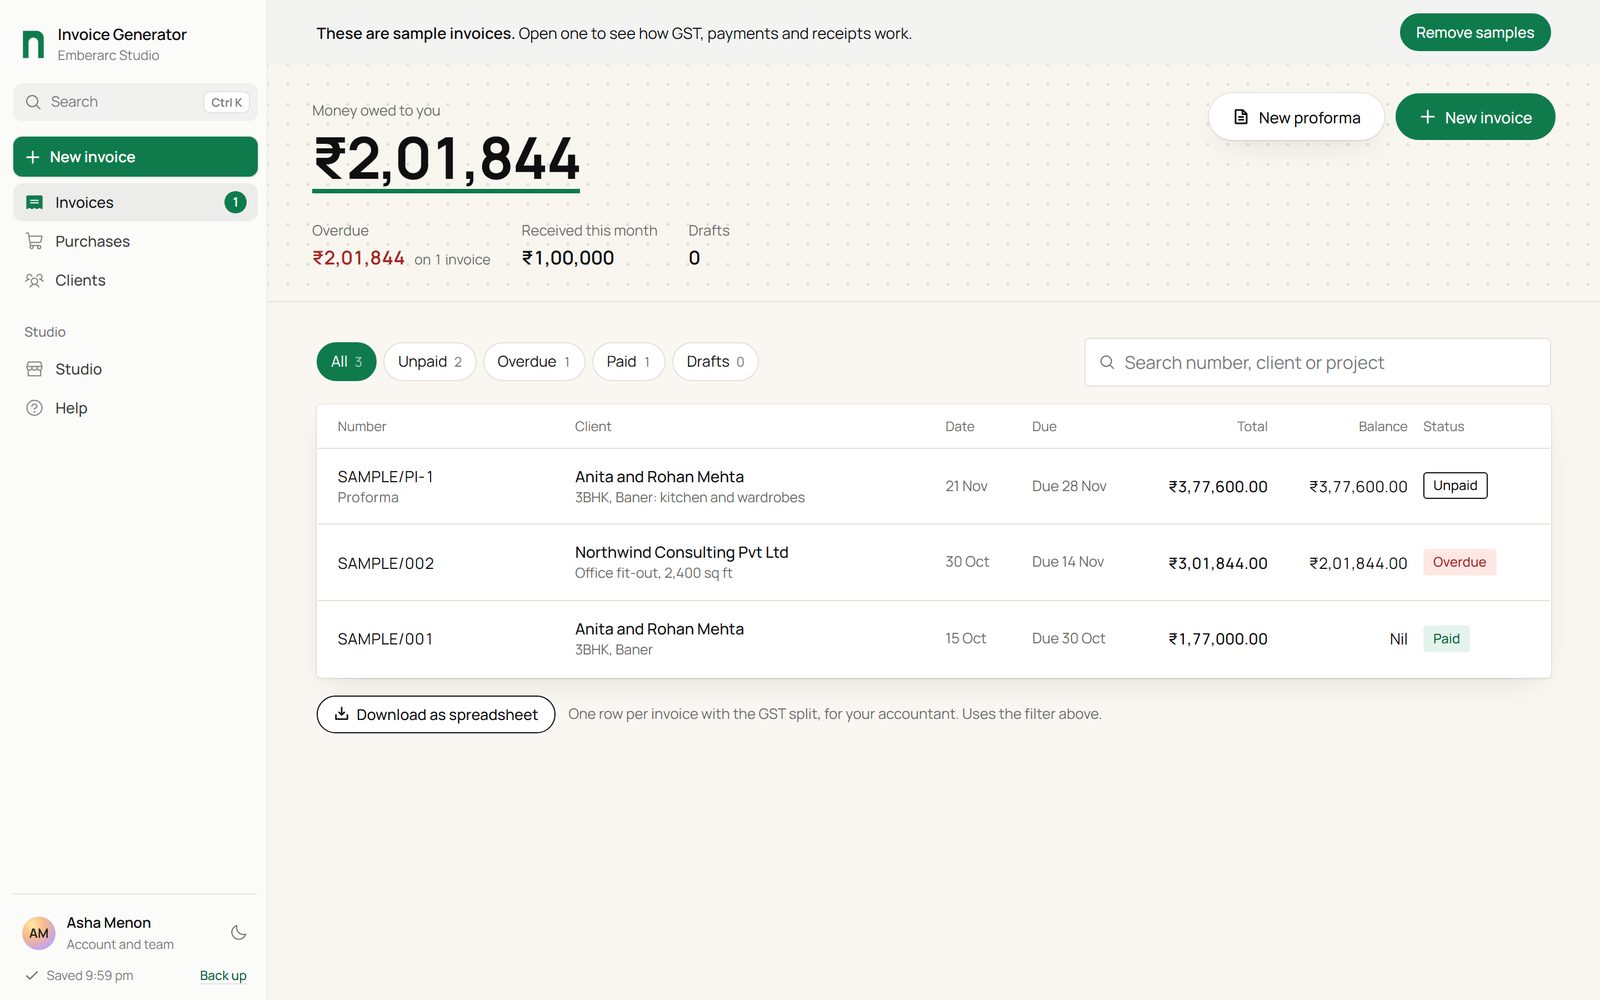 Invoice Generator
Emberarc Studio
Search Ctrl K
New invoice
Invoices 1
Purchases
Clients
Studio
Studio
Help
AM
Asha Menon
Account and team
Saved 9:59 pm Back up
These are sample invoices. Open one to see how GST, payments and receipts work. Remove samples
Money owed to you
₹2,01,844
New proforma New invoice
Overdue Received this month Drafts
₹2,01,844 on 1 invoice ₹1,00,000 0
All 3 Unpaid 2 Overdue 1 Paid 1 Drafts 0 Search number, client or project
Number Client Date Due Total Balance Status
SAMPLE/PI-1 Anita and Rohan Mehta 21 Nov Due 28 Nov ₹3,77,600.00 ₹3,77,600.00 Unpaid
Proforma 3BHK, Baner: kitchen and wardrobes
SAMPLE/002 Northwind Consulting Pvt Ltd 30 Oct Due 14 Nov ₹3,01,844.00 ₹2,01,844.00 Overdue
Office fit-out, 2,400 sq ft
SAMPLE/001 Anita and Rohan Mehta 15 Oct Due 30 Oct ₹1,77,000.00 Nil Paid
3BHK, Baner
Download as spreadsheet One row per invoice with the GST split, for your accountant. Uses the filter above.